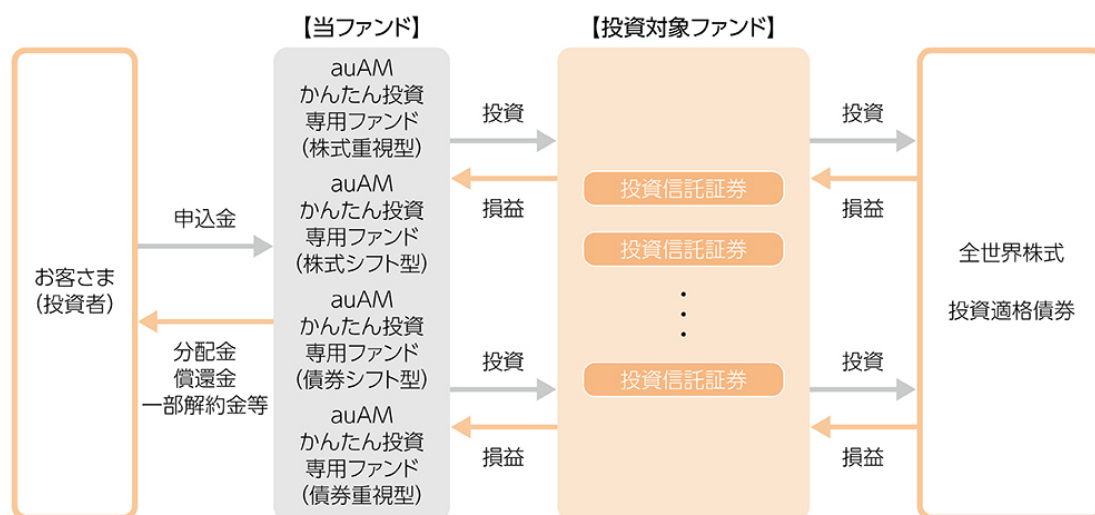 お客さま
(投資者)
申込金
分配金
償還金
一部解約金等
【当ファンド】
auAM
かんたん投資
専用ファンド
(株式重視型)
auAM
かんたん投資
専用ファンド
(株式シフト型)
auAM
かんたん投資
専用ファンド
(債券シフト型)
auAM
かんたん投資
専用ファンド
(債券重視型)
投資
損益
投資
損益
【投資対象ファンド】
投資信託証券
投資信託証券
投資信託証券
投資
損益
投資
損益
全世界株式
投資適格債券